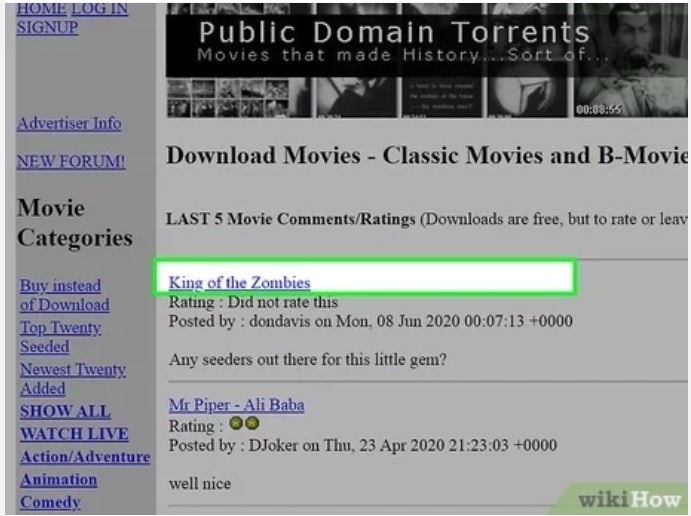 HOME LOG IN
SIGNUP
Public Domain Torrents
Movies that made History...Sort of...
00:08:55
Advertiser Info
NEW FORUM!
Download Movies - Classic Movies and B-Movie
Movie
Categories
LAST 5 Movie Comments/Ratings (Downloads are free, but to rate or leav
Buy instead
of Download
Top Twenty
Seeded
Newest Twenty
Added
SHOW ALL
WATCH LIVE
Action/Adventure
Animation
Comedy
King of the Zombies
Rating : Did not rate this
Posted by : dondavis on Mon, 08 Jun 2020 00:07:13 +0000
Any seeders out there for this little gem?
Mr Piper - Ali Baba
Rating :
Posted by : DJoker on Thu, 23 Apr 2020 21:23:03 +0000
well nice
wikiHow